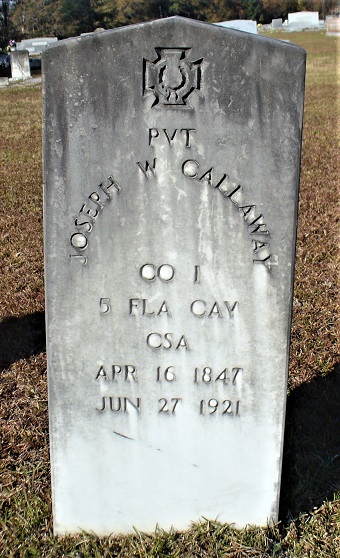 PVT
JOSEPH W CALLAWAY
CO I
5 FLA CAV
CSA
APR 16 1847
JUN 27 1921